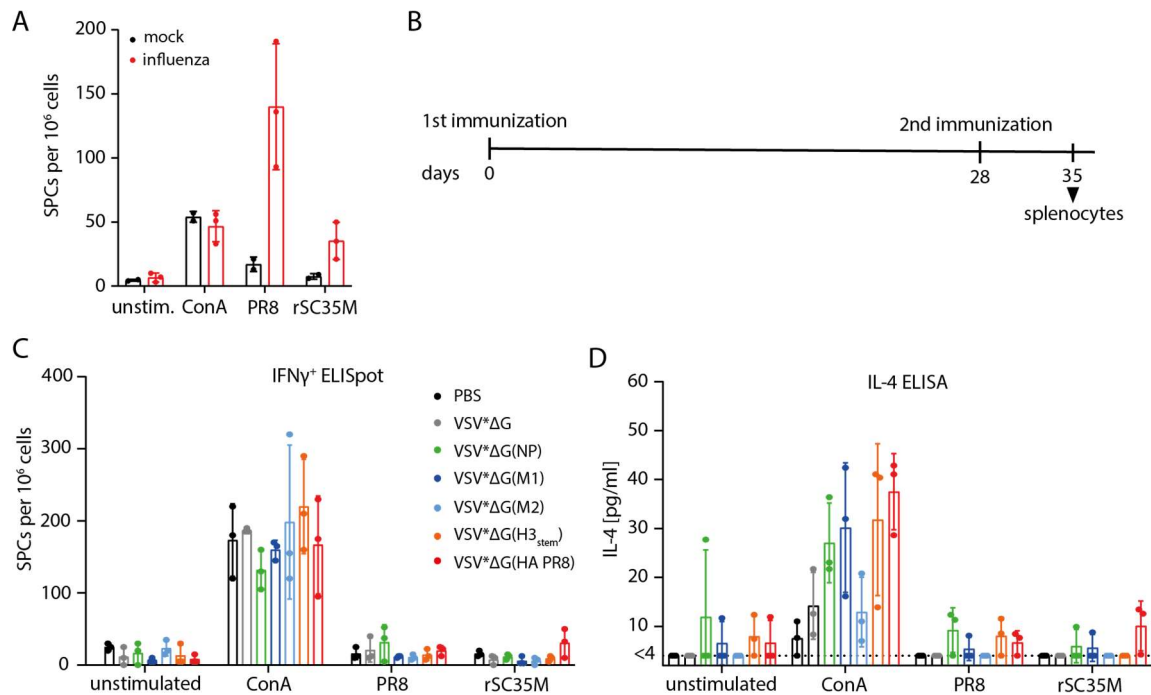 A
mock
influenza
SPCs per 10⁶ cells
200
150
100
50
0
unstim. ConA PR8 rSC35M
B
1st immunization 2nd immunization
days 0 28 35
splenocytes
C
IFNγ⁺ ELISpot
SPCs per 10⁶ cells
400
300
200
100
0
PBS
VSV*ΔG
VSV*ΔG(NP)
VSV*ΔG(M1)
VSV*ΔG(M2)
VSV*ΔG(H3stem)
VSV*ΔG(HA PR8)
unstimulated ConA PR8 rSC35M
D
IL-4 ELISA
IL-4 [pg/ml]
60
50
40
30
20
10
<4
unstimulated ConA PR8 rSC35M